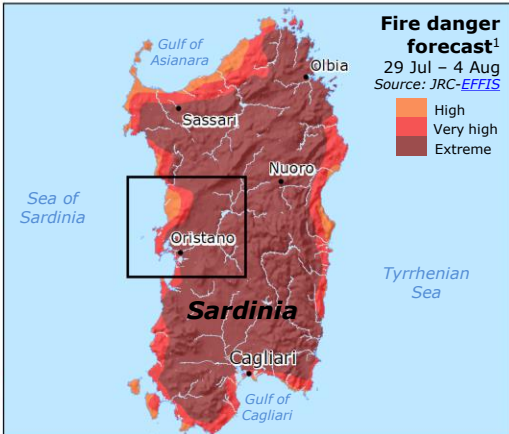 Fire danger
forecast1
29 Jul – 4 Aug
Source: JRC-EFFIS
High
Very high
Extreme
Gulf of
Asianara
Olbia
Sassari
Nuoro
Sea of
Sardinia
Oristano
Tyrrhenian
Sea
Sardinia
Cagliari
Gulf of
Cagliari